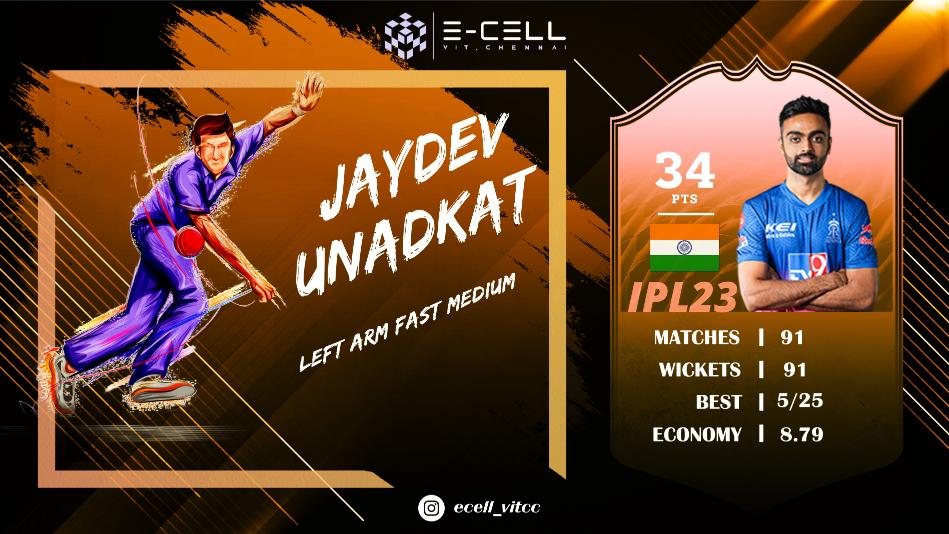 E-CELL
VIT, CHENNAI
JAYDEV
UNADKAT
LEFT ARM FAST MEDIUM
34
PTS
KEI
IPL23
MATCHES | 91
WICKETS | 91
BEST | 5/25
ECONOMY | 8.79
ecell_vitcc